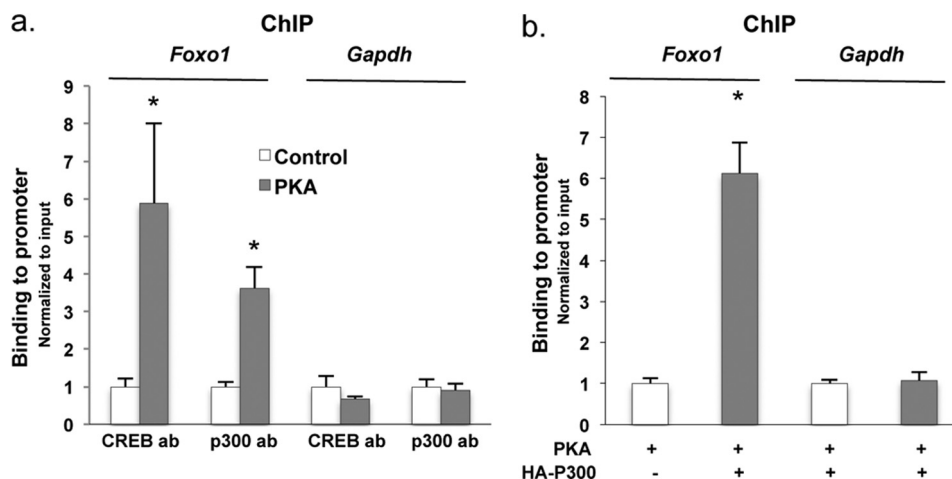 a.
ChIP
Foxo1 Gapdh
9
8
7
6
5
4
3
2
1
0
Binding to promoter
Normalized to input
*
*
Control
PKA
CREB ab p300 ab CREB ab p300 ab
b.
ChIP
Foxo1 Gapdh
8
7
6
5
4
3
2
1
0
Binding to promoter
Normalized to input
*
PKA + + + +
HA-P300 - + + +